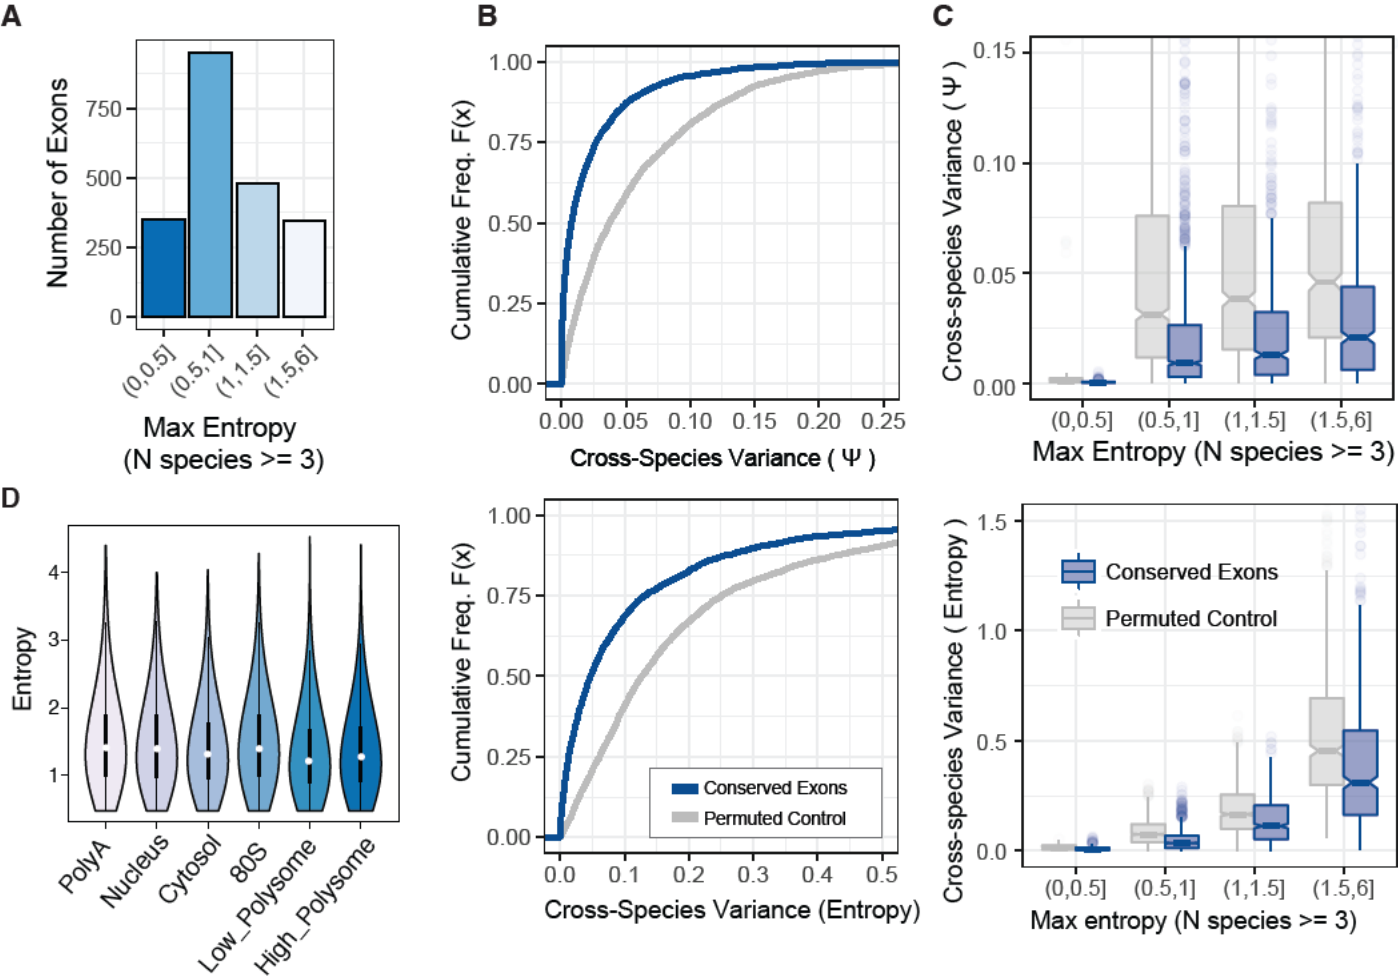 A
Number of Exons
750
500
250
0
(0,0.5]
(0.5,1]
(1,1.5]
(1.5,6]
Max Entropy
(N species >= 3)
B
Cumulative Freq. F(x)
1.00
0.75
0.50
0.25
0.00
0.00 0.05 0.10 0.15 0.20 0.25
Cross-Species Variance ( Ψ )
C
Cross-species Variance ( Ψ )
0.15
0.10
0.05
0.00
(0,0.5] (0.5,1] (1,1.5] (1.5,6]
Max Entropy (N species >= 3)
D
Entropy
4
3
2
1
PolyA
Nucleus
Cytosol
80S
Low_Polysome
High_Polysome
Cumulative Freq. F(x)
1.00
0.75
0.50
0.25
0.00
Conserved Exons
Permuted Control
0.0 0.1 0.2 0.3 0.4 0.5
Cross-Species Variance (Entropy)
Cross-species Variance ( Entropy )
1.5
1.0
0.5
0.0
Conserved Exons
Permuted Control
(0,0.5] (0.5,1] (1,1.5] (1.5,6]
Max entropy (N species >= 3)